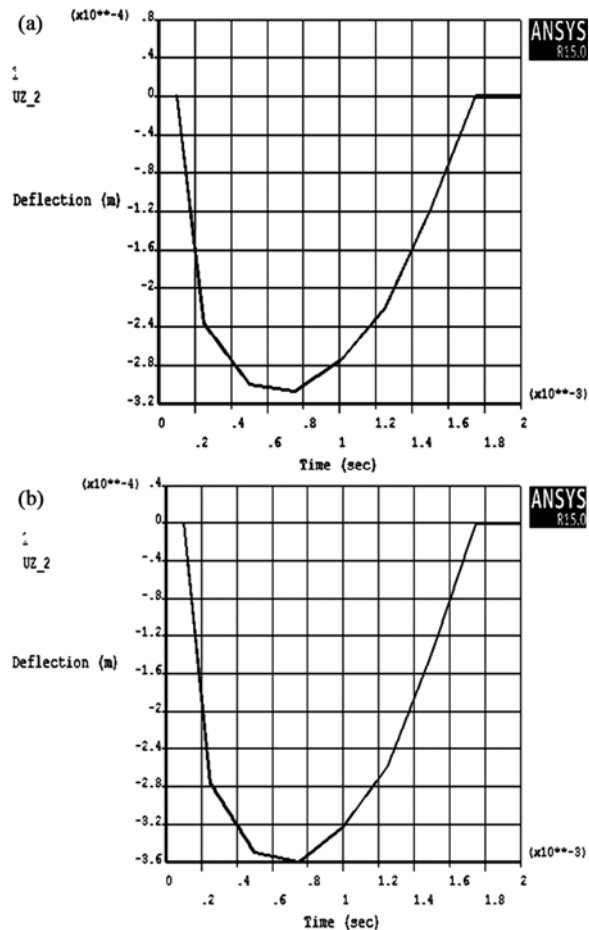 (a)
(x10**-4)
.8
.4
0
-.4
-.8
-1.2
-1.6
-2
-2.4
-2.8
-3.2
1
UZ_2
Deflection (m)
ANSYS
R15.0
(x10**-3)
0 .2 .4 .6 .8 1 1.2 1.4 1.6 1.8 2
Time (sec)
(b)
(x10**-4)
.4
0
-.4
-.8
-1.2
-1.6
-2
-2.4
-2.8
-3.2
-3.6
1
UZ_2
Deflection (m)
ANSYS
R15.0
(x10**-3)
0 .2 .4 .6 .8 1 1.2 1.4 1.6 1.8 2
Time (sec)